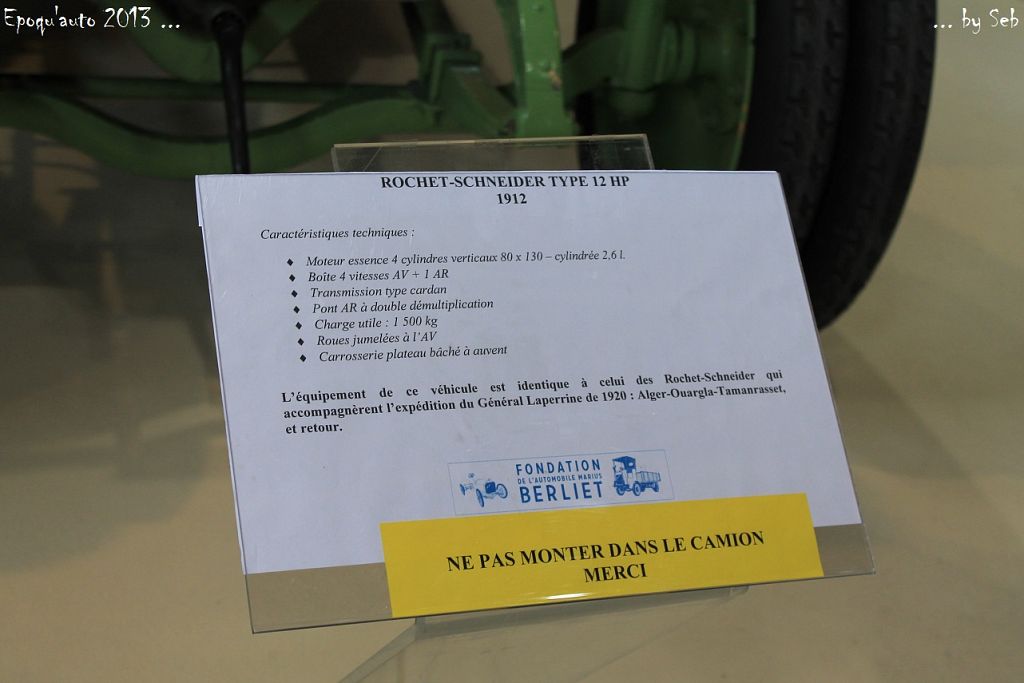 Epoqu'auto 2013 ...
... by Seb
ROCHET-SCHNEIDER TYPE 12 HP
1912
Caractéristiques techniques :
♦ Moteur essence 4 cylindres verticaux 80 x 130 – cylindrée 2,6 l.
♦ Boîte 4 vitesses AV + 1 AR
♦ Transmission type cardan
♦ Pont AR à double démultiplication
♦ Charge utile : 1 500 kg
♦ Roues jumelées à l'AV
♦ Carrosserie plateau bâché à auvent
L'équipement de ce véhicule est identique à celui des Rochet-Schneider qui
accompagnèrent l'expédition du Général Laperrine de 1920 : Alger-Ouargla-Tamanrasset,
et retour.
FONDATION
DE L'AUTOMOBILE MARIUS
BERLIET
NE PAS MONTER DANS LE CAMION
MERCI